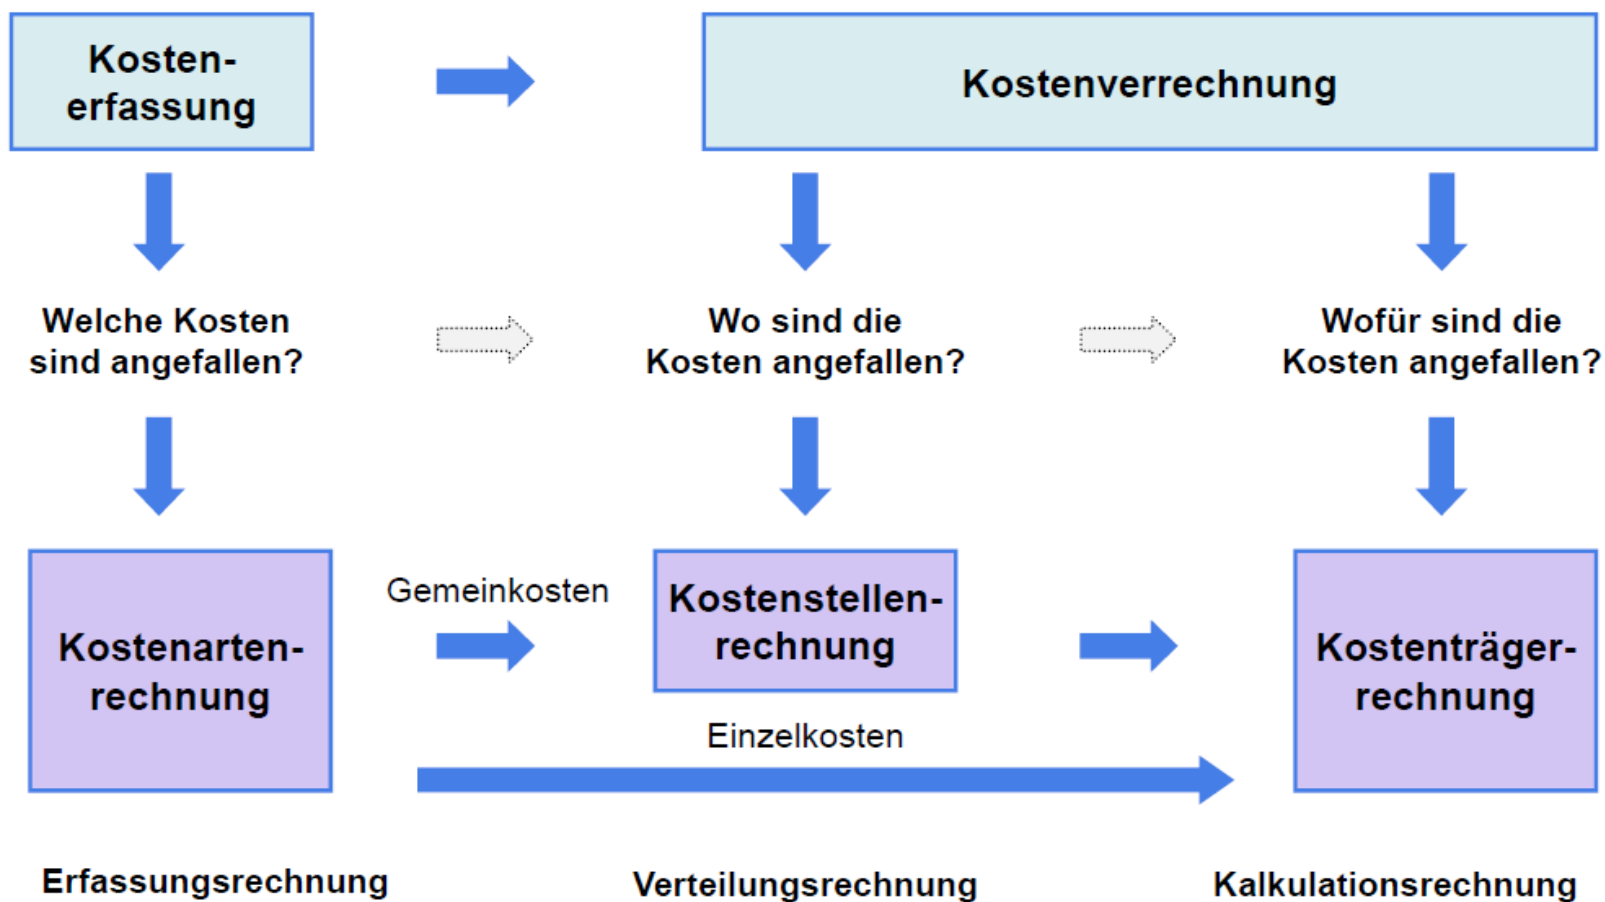 Kosten-
erfassung
Kostenverrechnung
Welche Kosten
sind angefallen?
Wo sind die
Kosten angefallen?
Wofür sind die
Kosten angefallen?
Kostenarten-
rechnung
Gemeinkosten
Kostenstellen-
rechnung
Einzelkosten
Kostenträger-
rechnung
Erfassungsrechnung
Verteilungsrechnung
Kalkulationsrechnung